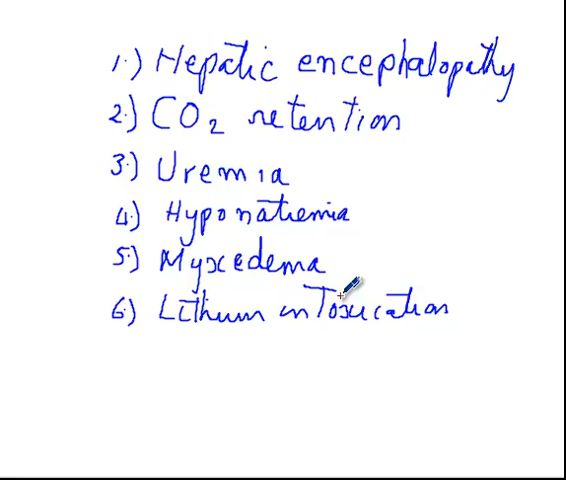 1.) Hepatic encephalopathy
2.) CO2 retention
3.) Uremia
4.) Hyponatremia
5.) Myxedema
6.) Lithium intoxication